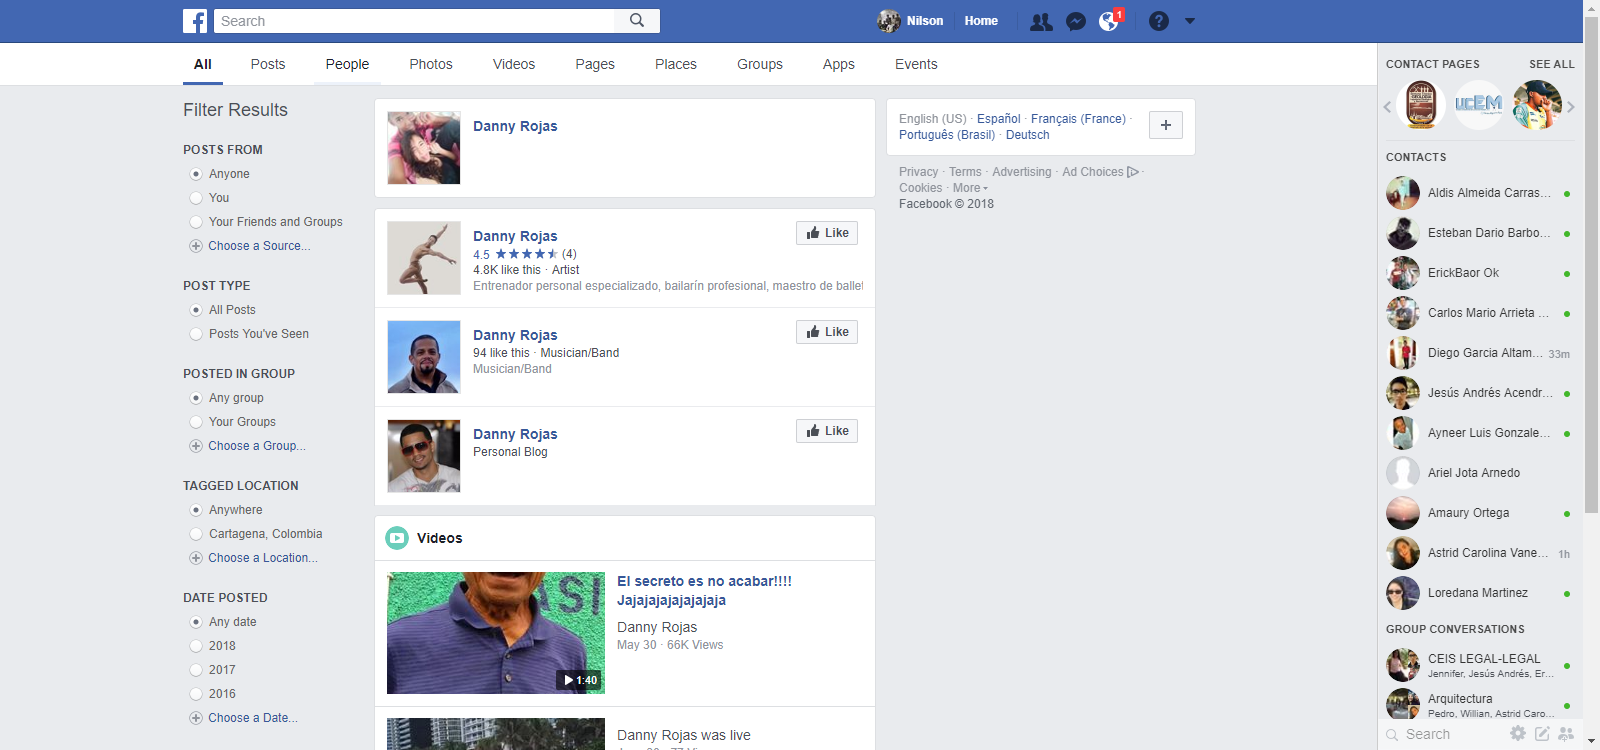 Search
Nilson
Home
1
All
Posts
People
Photos
Videos
Pages
Places
Groups
Apps
Events
Filter Results
POSTS FROM
Anyone
You
Your Friends and Groups
Choose a Source...
POST TYPE
All Posts
Posts You've Seen
POSTED IN GROUP
Any group
Your Groups
Choose a Group...
TAGGED LOCATION
Anywhere
Cartagena, Colombia
Choose a Location...
DATE POSTED
Any date
2018
2017
2016
Choose a Date...
Danny Rojas
Danny Rojas
Like
4.5 (4)
4.8K like this · Artist
Entrenador personal especializado, bailarín profesional, maestro de ballet
Danny Rojas
Like
94 like this · Musician/Band
Musician/Band
Danny Rojas
Like
Personal Blog
Videos
ASI
1:40
El secreto es no acabar!!!!
Jajajajajajajajaja
Danny Rojas
May 30 · 66K Views
Danny Rojas was live
English (US) · Español · Français (France) ·
Português (Brasil) · Deutsch
Privacy · Terms · Advertising · Ad Choices ·
Cookies · More
Facebook © 2018
CONTACT PAGES
SEE ALL
UCEM
CONTACTS
Aldis Almeida Carras...
Esteban Dario Barbo...
ErickBaor Ok
Carlos Mario Arrieta ...
Diego Garcia Altam... 33m
Jesús Andrés Acendr...
Ayneer Luis Gonzale...
Ariel Jota Arnedo
Amaury Ortega
Astrid Carolina Vane... 1h
Loredana Martinez
GROUP CONVERSATIONS
CEIS LEGAL-LEGAL
Jennifer, Jesús Andrés, Er...
Arquitectura
Pedro, Willian, Astrid Caro...
Search